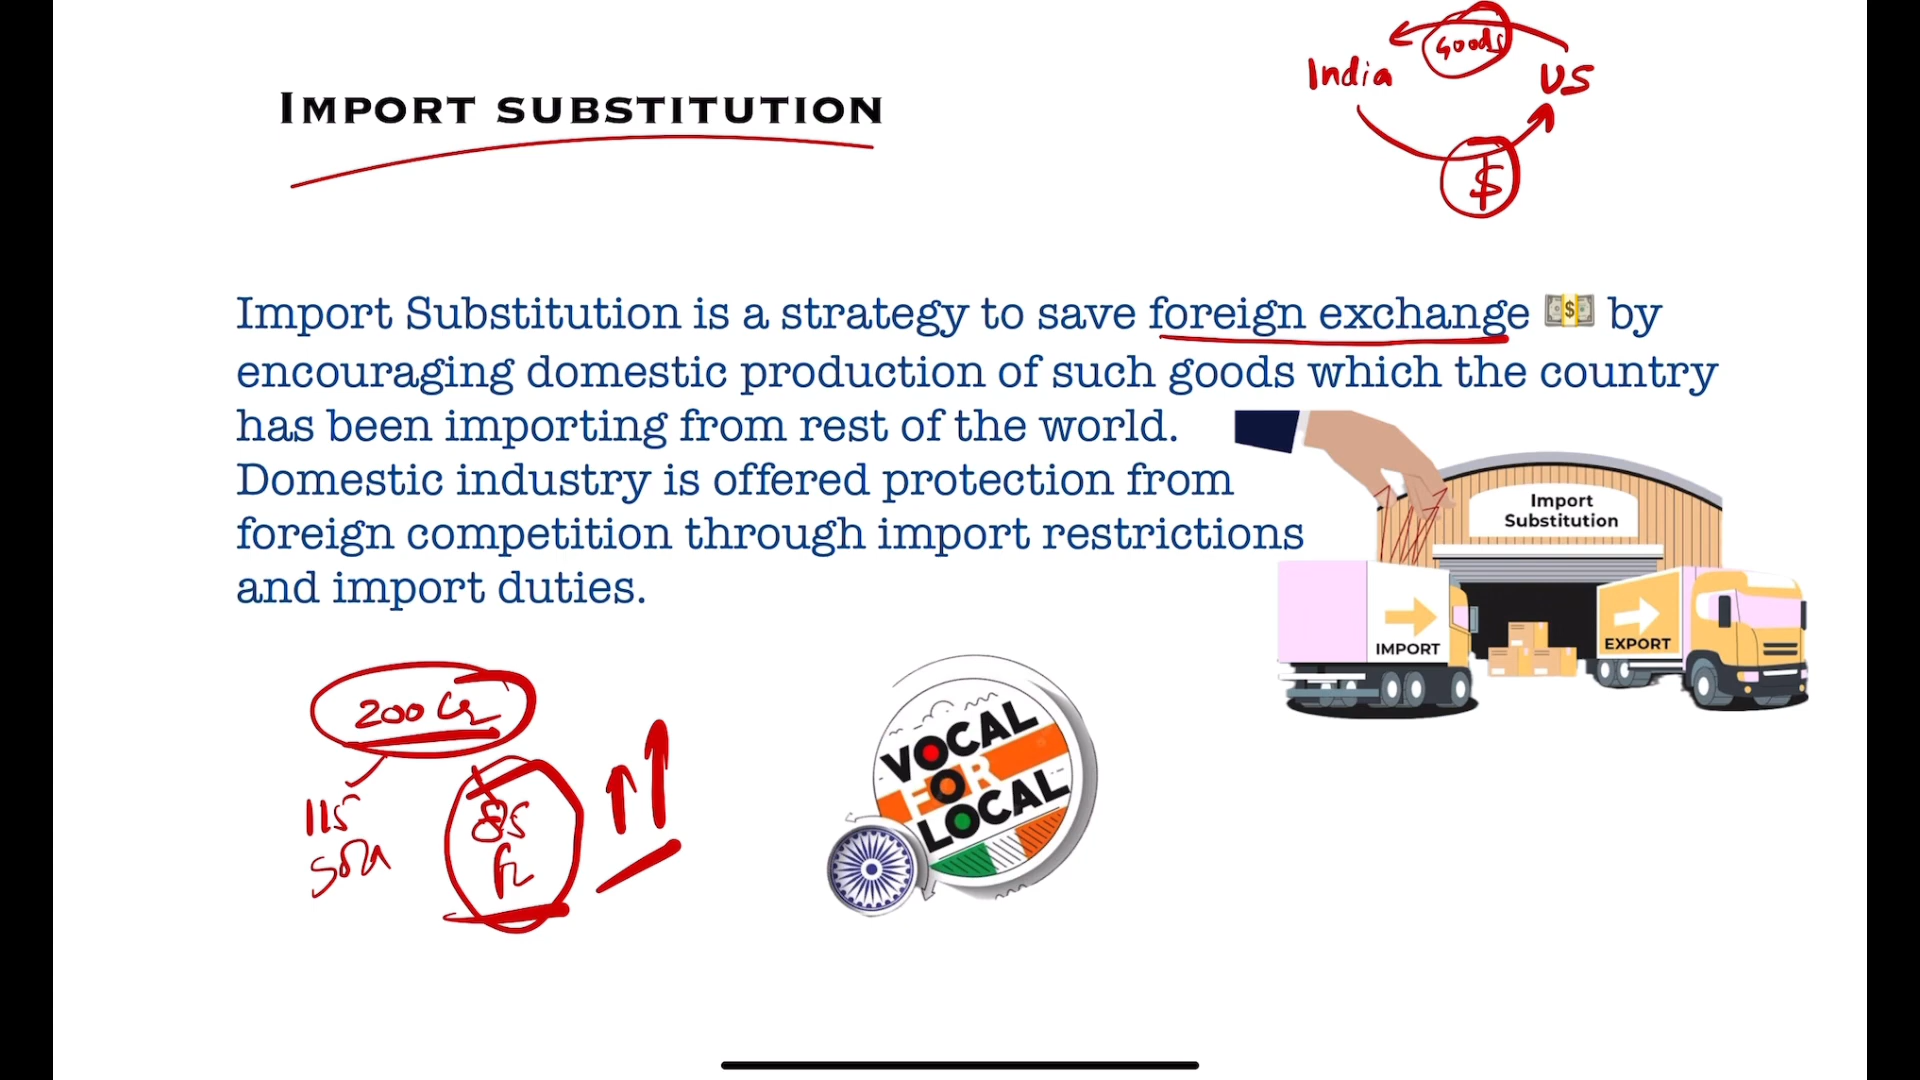 Goods
India
US
$
IMPORT SUBSTITUTION
Import Substitution is a strategy to save foreign exchange 💵 by
encouraging domestic production of such goods which the country
has been importing from rest of the world.
Domestic industry is offered protection from
foreign competition through import restrictions
and import duties.
Import
Substitution
IMPORT
EXPORT
200 Cr
115
85
VOCAL
FOR
LOCAL